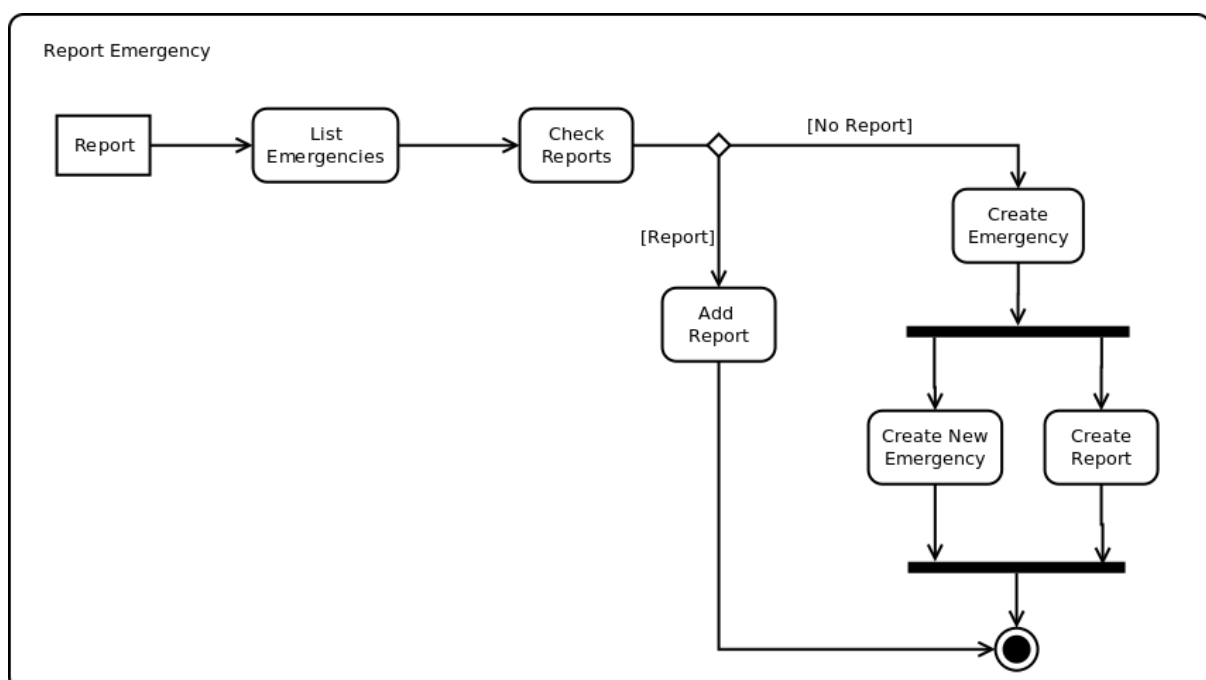 Report Emergency
Report
List
Emergencies
Check
Reports
[No Report]
Create
Emergency
[Report]
Add
Report
Create New
Emergency
Create
Report